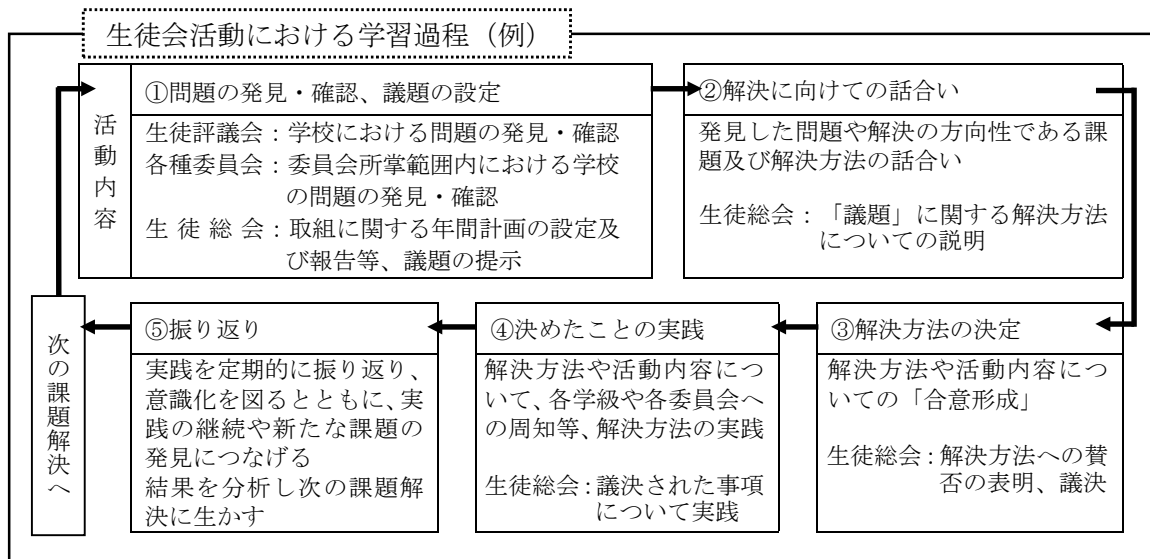 生徒会活動における学習過程（例）
活動内容
①問題の発見・確認、議題の設定
生徒評議会：学校における問題の発見・確認
各種委員会：委員会所掌範囲内における学校
の問題の発見・確認
生徒総会：取組に関する年間計画の設定及
び報告等、議題の提示
②解決に向けての話合い
発見した問題や解決の方向性である課
題及び解決方法の話合い
生徒総会：「議題」に関する解決方法
についての説明
③解決方法の決定
解決方法や活動内容につ
いての「合意形成」
生徒総会：解決方法への賛
否の表明、議決
④決めたことの実践
解決方法や活動内容につ
いて、各学級や各委員会へ
の周知等、解決方法の実践
生徒総会：議決された事項
について実践
⑤振り返り
実践を定期的に振り返り、
意識化を図るとともに、実
践の継続や新たな課題の
発見につなげる
結果を分析し次の課題解
決に生かす
次の課題解決へ